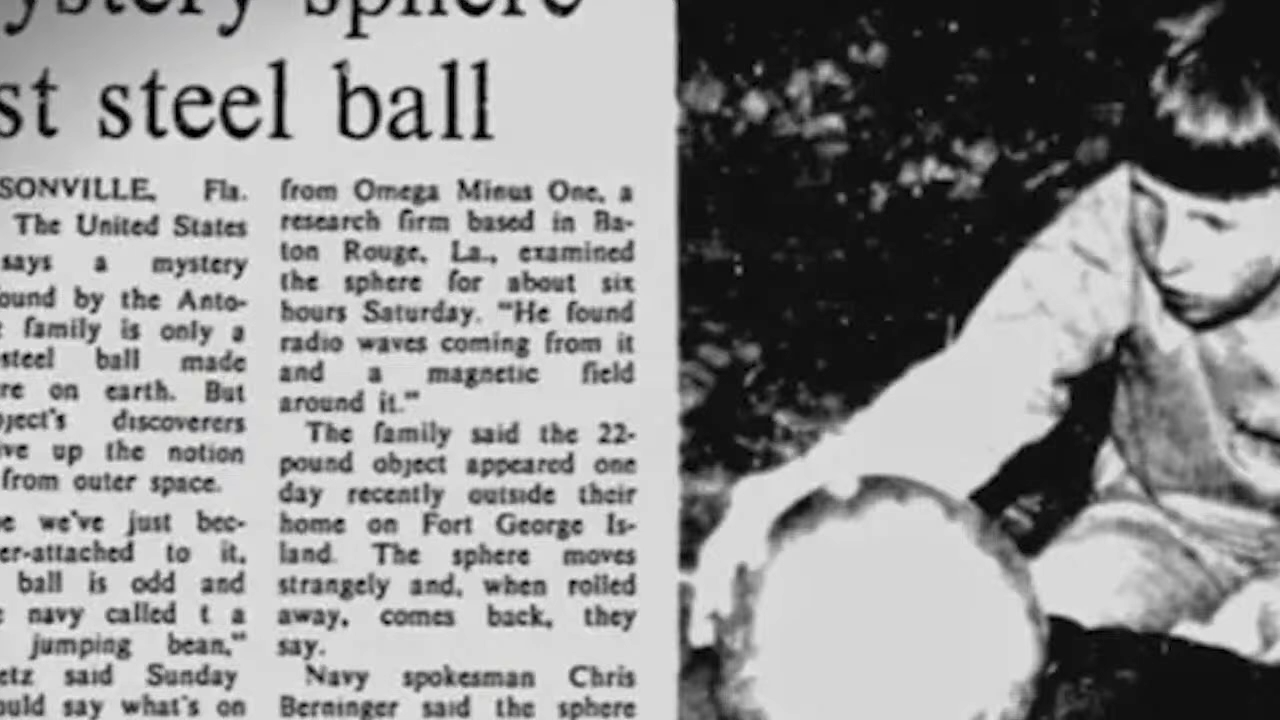 ystery sphere
st steel ball
SONVILLE, Fla.
The United States
says a mystery
ound by the Anto-
family is only a
steel ball made
re on earth. But
ject's discoverers
ve up the notion
from outer space.
e we've just bec-
er-attached to it,
ball is odd and
navy called t a
jumping bean,"
etz said Sunday
ould say what's on
from Omega Minus One, a
research firm based in Ba-
ton Rouge, La., examined
the sphere for about six
hours Saturday. "He found
radio waves coming from it
and a magnetic field
around it."
The family said the 22-
pound object appeared one
day recently outside their
home on Fort George Is-
land. The sphere moves
strangely and, when rolled
away, comes back, they
say.
Navy spokesman Chris
Berninger said the sphere